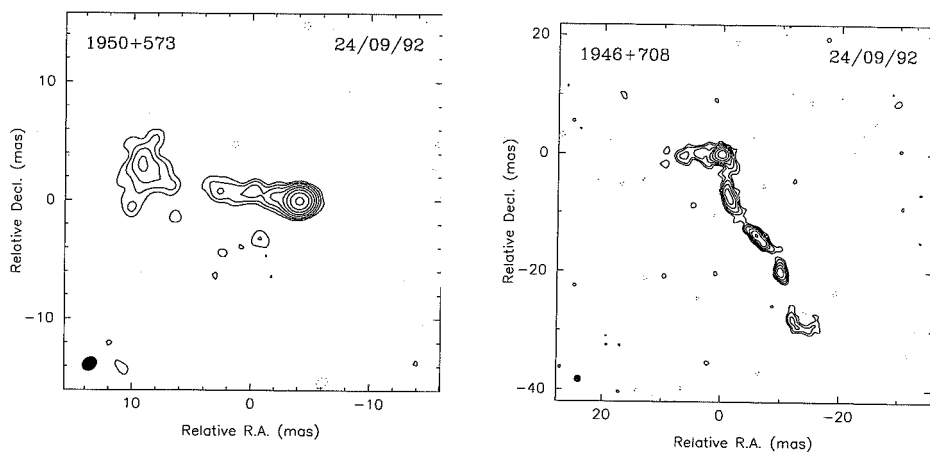 1950+573 24/09/92
Relative Decl. (mas)
10
0
-10
10 0 -10
Relative R.A. (mas)
1946+708 24/09/92
Relative Decl. (mas)
20
0
-20
-40
20 0 -20
Relative R.A. (mas)